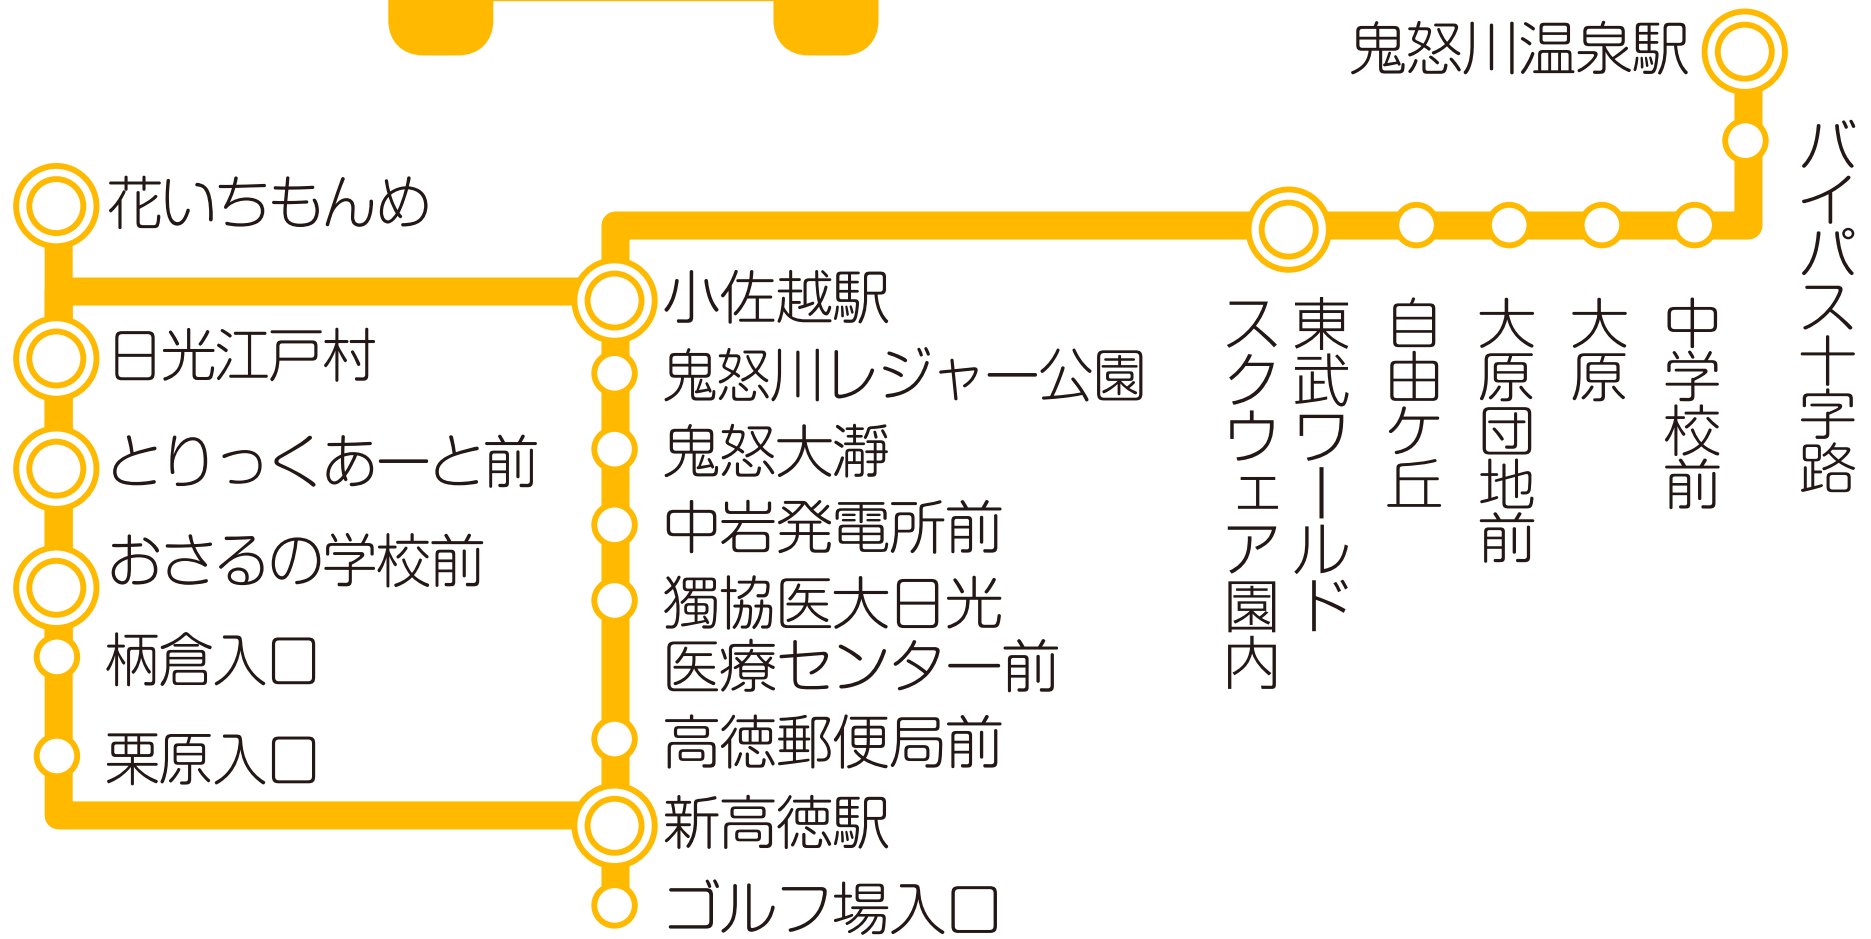 鬼怒川温泉駅
バイパス十字路
中学校前
大原
大原団地前
自由ケ丘
東武ワールド
スクウェア園内
花いちもんめ
日光江戸村
とりっくあーと前
おさるの学校前
柄倉入口
栗原入口
小佐越駅
鬼怒川レジャー公園
鬼怒大瀞
中岩発電所前
獨協医大日光
医療センター前
高徳郵便局前
新高徳駅
ゴルフ場入口